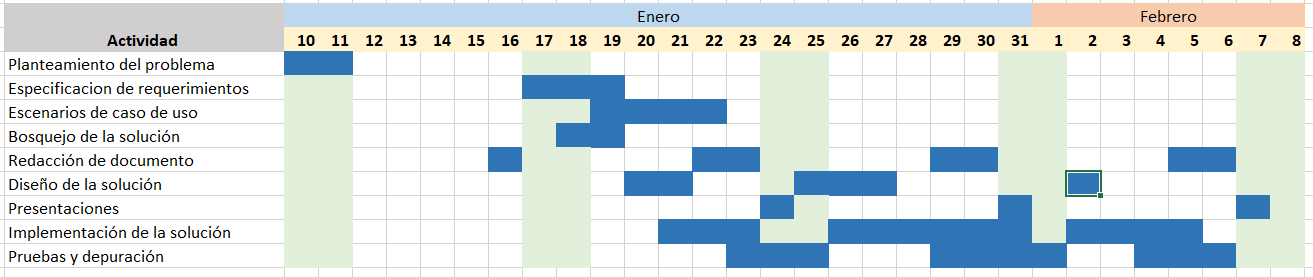 Enero Febrero
Actividad 10 11 12 13 14 15 16 17 18 19 20 21 22 23 24 25 26 27 28 29 30 31 1 2 3 4 5 6 7 8
Planteamiento del problema
Especificacion de requerimientos
Escenarios de caso de uso
Bosquejo de la solución
Redacción de documento
Diseño de la solución
Presentaciones
Implementación de la solución
Pruebas y depuración